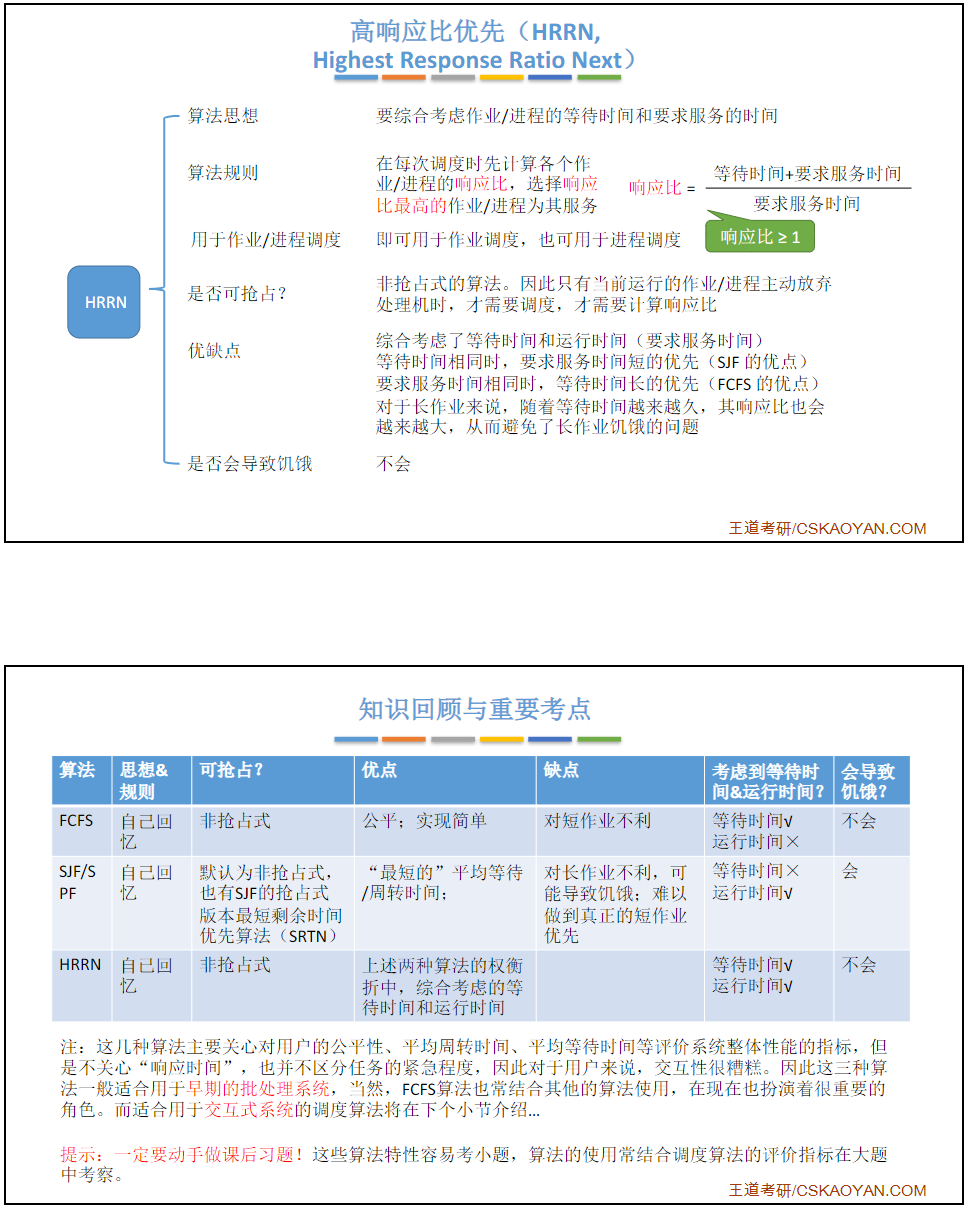 高响应比优先（HRRN,
Highest Response Ratio Next）
算法思想
要综合考虑作业/进程的等待时间和要求服务的时间
算法规则
在每次调度时先计算各个作
业/进程的响应比，选择响应
比最高的作业/进程为其服务
响应比 =
等待时间+要求服务时间
要求服务时间
响应比 ≥ 1
用于作业/进程调度
即可用于作业调度，也可用于进程调度
HRRN
是否可抢占？
非抢占式的算法。因此只有当前运行的作业/进程主动放弃
处理机时，才需要调度，才需要计算响应比
优缺点
综合考虑了等待时间和运行时间（要求服务时间）
等待时间相同时，要求服务时间短的优先（SJF 的优点）
要求服务时间相同时，等待时间长的优先（FCFS 的优点）
对于长作业来说，随着等待时间越来越久，其响应比也会
越来越大，从而避免了长作业饥饿的问题
是否会导致饥饿
不会
王道考研/CSKAOYAN.COM
知识回顾与重要考点
算法
思想&
规则
可抢占？
优点
缺点
考虑到等待时
间&运行时间？
会导致
饥饿？
FCFS
自己回
忆
非抢占式
公平；实现简单
对短作业不利
等待时间√
运行时间×
不会
SJF/S
PF
自己回
忆
默认为非抢占式，
也有SJF的抢占式
版本最短剩余时间
优先算法（SRTN）
“最短的”平均等待
/周转时间；
对长作业不利，可
能导致饥饿；难以
做到真正的短作业
优先
等待时间×
运行时间√
会
HRRN
自己回
忆
非抢占式
上述两种算法的权衡
折中，综合考虑的等
待时间和运行时间
等待时间√
运行时间√
不会
注：这几种算法主要关心对用户的公平性、平均周转时间、平均等待时间等评价系统整体性能的指标，但
是不关心“响应时间”，也并不区分任务的紧急程度，因此对于用户来说，交互性很糟糕。因此这三种算
法一般适合用于早期的批处理系统，当然，FCFS算法也常结合其他的算法使用，在现在也扮演着很重要的
角色。而适合用于交互式系统的调度算法将在下个小节介绍...
提示：一定要动手做课后习题！这些算法特性容易考小题，算法的使用常结合调度算法的评价指标在大题
中考察。
王道考研/CSKAOYAN.COM